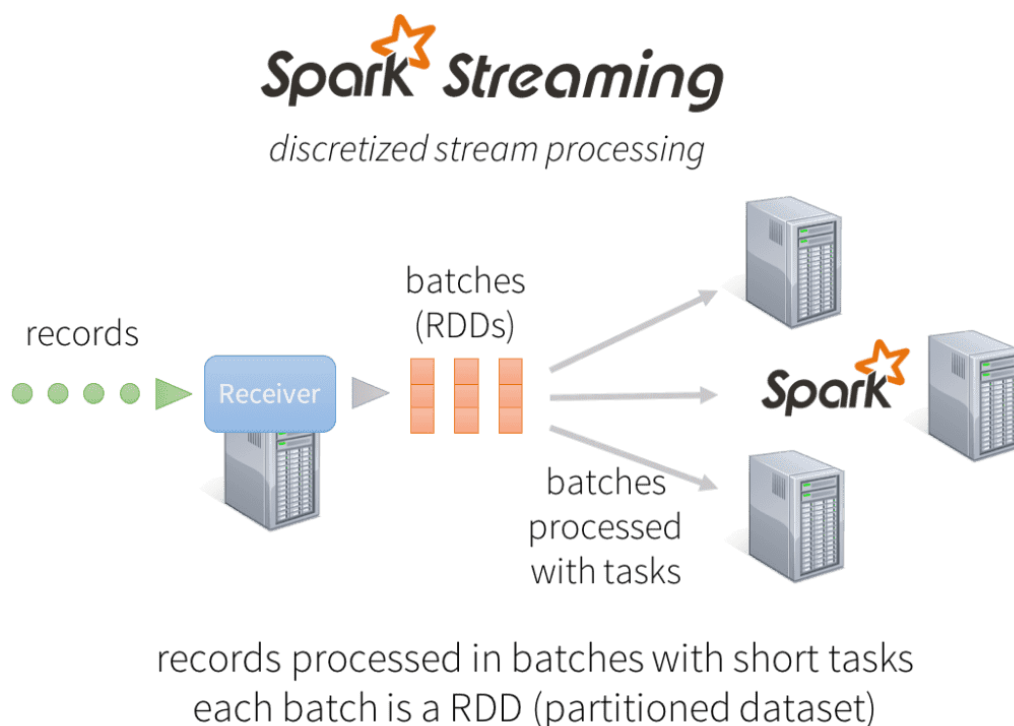 Spark Streaming
discretized stream processing
records
Receiver
batches
(RDDs)
Spark
batches
processed
with tasks
records processed in batches with short tasks
each batch is a RDD (partitioned dataset)